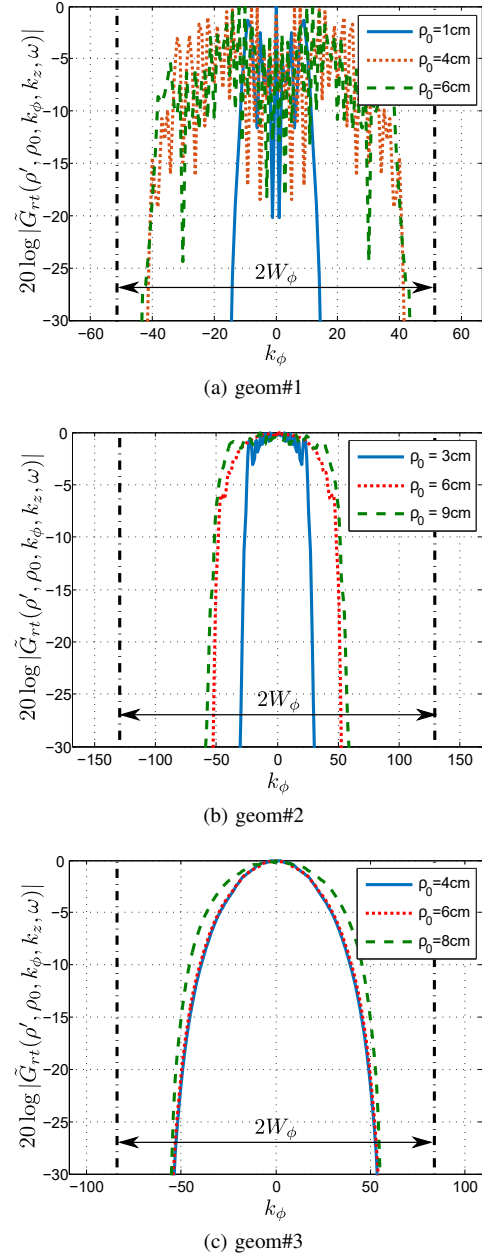 20 log |G̃rt(ρ′, ρ0, kϕ, kz, ω)|
0
−5
−10
−15
−20
−25
−30
ρ0=1cm
ρ0=4cm
ρ0=6cm
2Wϕ
−60 −40 −20 0 20 40 60
kϕ
(a) geom#1
20 log |G̃rt(ρ′, ρ0, kϕ, kz, ω)|
0
−5
−10
−15
−20
−25
−30
ρ0 = 3cm
ρ0 = 6cm
ρ0 = 9cm
2Wϕ
−150 −100 −50 0 50 100 150
kϕ
(b) geom#2
20 log |G̃rt(ρ′, ρ0, kϕ, kz, ω)|
0
−5
−10
−15
−20
−25
−30
ρ0=4cm
ρ0=6cm
ρ0=8cm
2Wϕ
−100 −50 0 50 100
kϕ
(c) geom#3